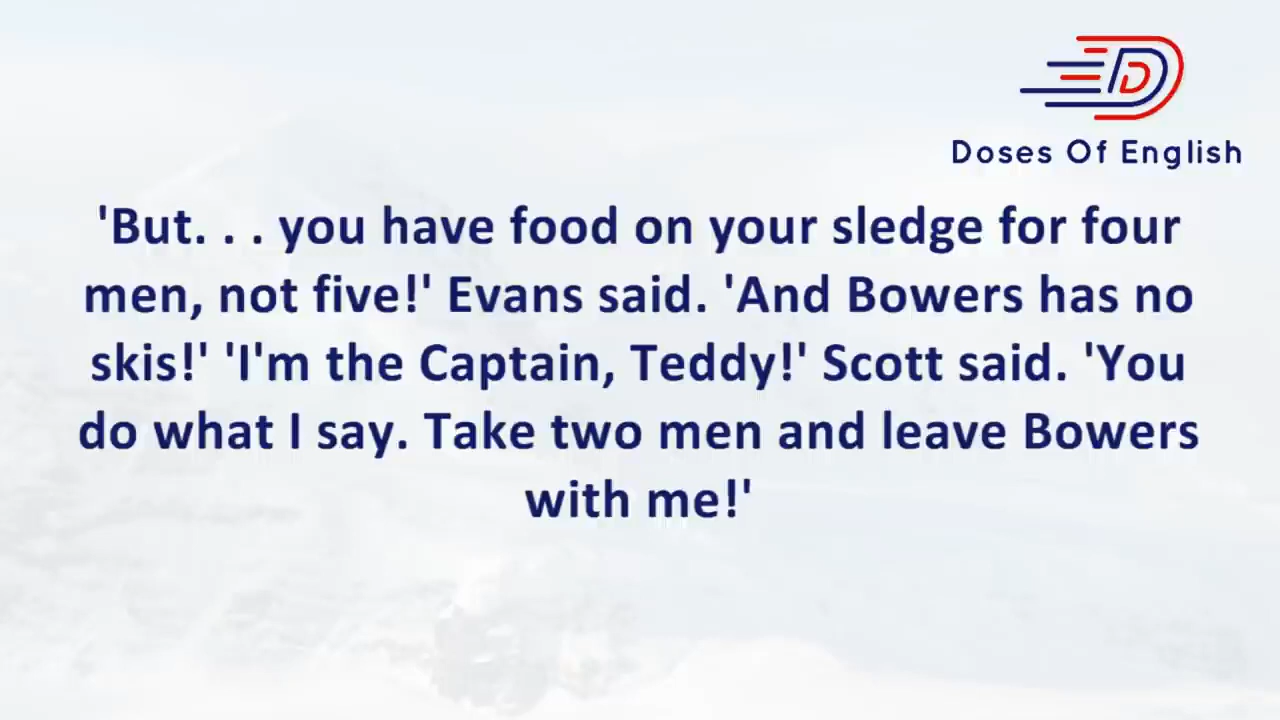 Doses Of English
'But. . . you have food on your sledge for four
men, not five!' Evans said. 'And Bowers has no
skis!' 'I'm the Captain, Teddy!' Scott said. 'You
do what I say. Take two men and leave Bowers
with me!'